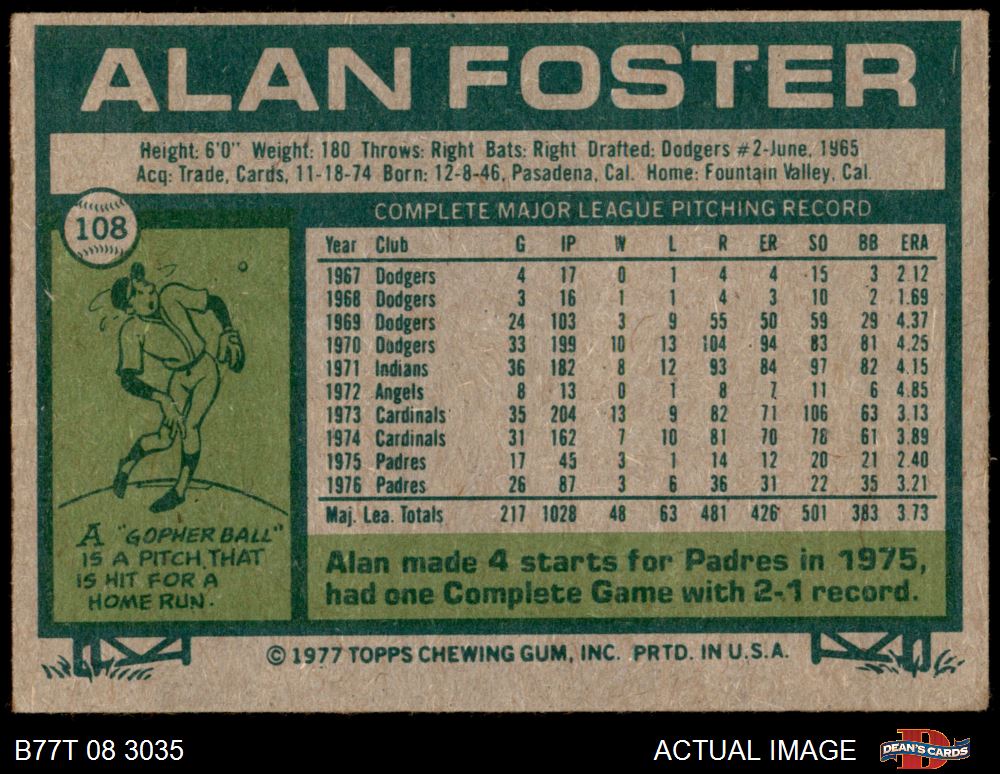 ALAN FOSTER
Height: 6'0" Weight: 180 Throws: Right Bats: Right Drafted: Dodgers #2-June, 1965
Acq: Trade, Cards, 11-18-74 Born: 12-8-46, Pasadena, Cal. Home: Fountain Valley, Cal.
108
COMPLETE MAJOR LEAGUE PITCHING RECORD
Year Club G IP W L R ER SO BB ERA
1967 Dodgers 4 17 0 1 4 4 15 3 2.12
1968 Dodgers 3 16 1 1 4 3 10 2 1.69
1969 Dodgers 24 103 3 9 55 50 59 29 4.37
1970 Dodgers 33 199 10 13 104 94 83 81 4.25
1971 Indians 36 182 8 12 93 84 97 82 4.15
1972 Angels 8 13 0 1 8 7 11 6 4.85
1973 Cardinals 35 204 13 9 82 71 106 63 3.13
1974 Cardinals 31 162 7 10 81 70 78 61 3.89
1975 Padres 17 45 3 1 14 12 20 21 2.40
1976 Padres 26 87 3 6 36 31 22 35 3.21
Maj. Lea. Totals 217 1028 48 63 481 426 501 383 3.73
A "GOPHER BALL"
IS A PITCH THAT
IS HIT FOR A
HOME RUN.
Alan made 4 starts for Padres in 1975,
had one Complete Game with 2-1 record.
© 1977 TOPPS CHEWING GUM, INC. PRTD. IN U.S.A.
B77T 08 3035
ACTUAL IMAGE
DEAN'S CARDS